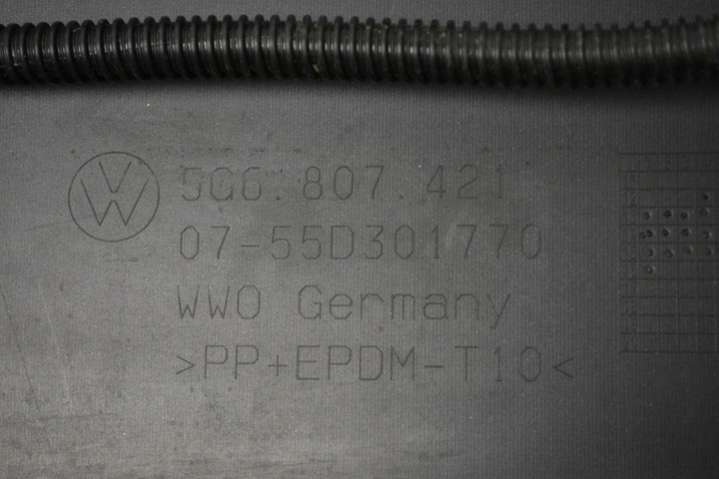 5G6.807.421
07-55D301770
WWO Germany
>PP+EPDM-T10<